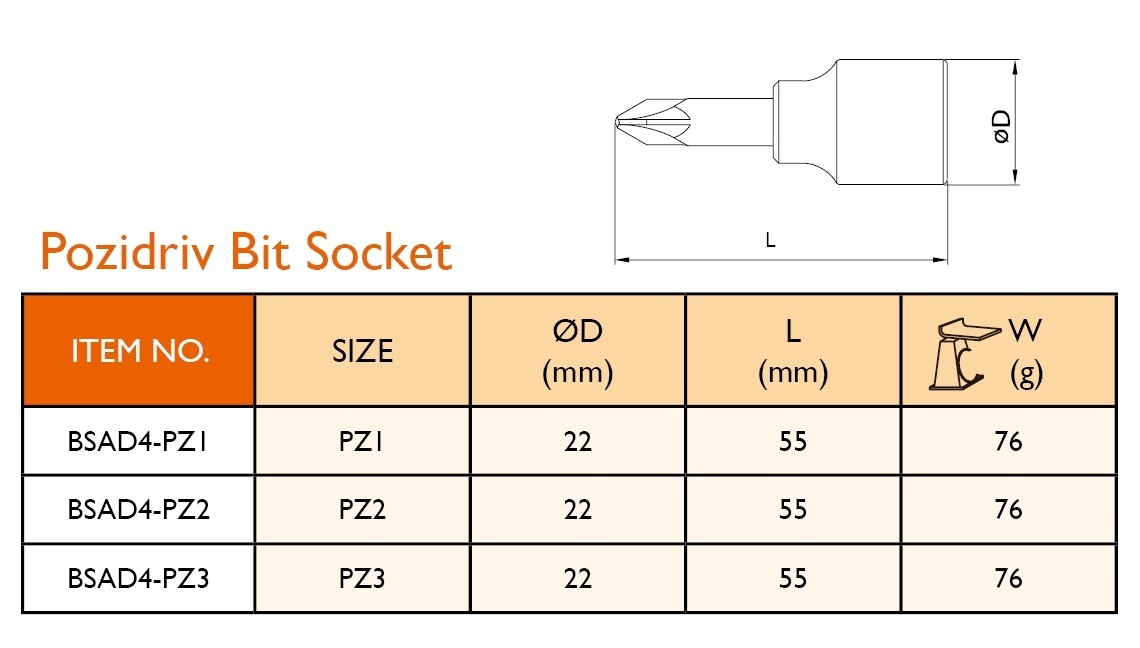 øD
L
Pozidriv Bit Socket
ITEM NO. SIZE ØD (mm) L (mm) W (g)
BSAD4-PZ1 PZ1 22 55 76
BSAD4-PZ2 PZ2 22 55 76
BSAD4-PZ3 PZ3 22 55 76